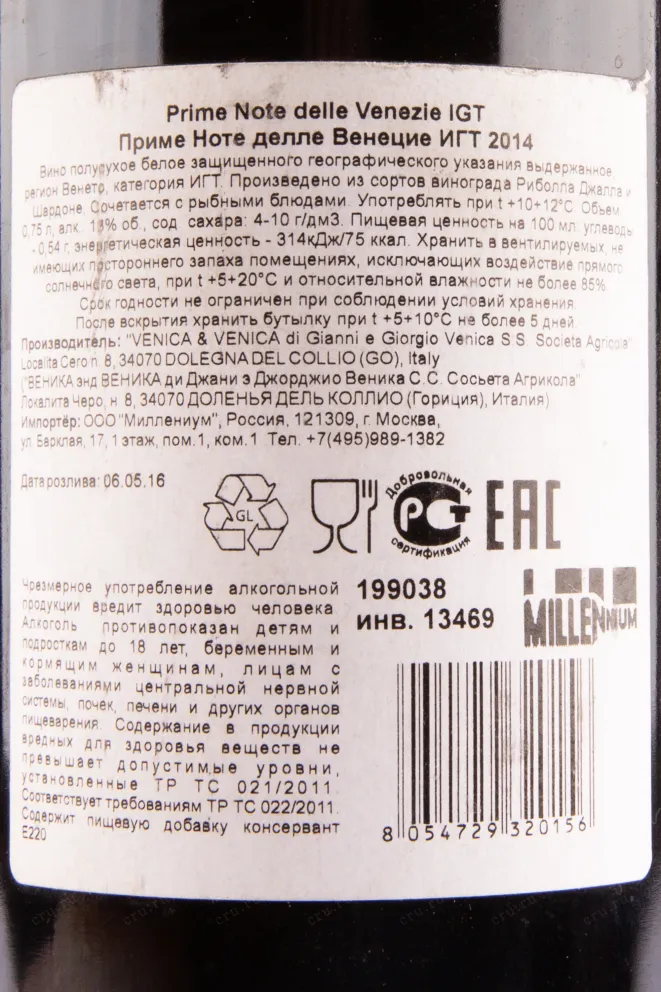 Prime Note delle Venezie IGT
Приме Ноте делле Венецие ИГТ 2014
Вино полусухое белое защищенного географического указания выдержанное,
регион Венето, категория ИГТ. Произведено из сортов винограда Риболла Джалла и
Шардоне. Сочетается с рыбными блюдами. Употреблять при t +10+12°С. Объем
0,75 л, алк. 13% об., сод. сахара: 4-10 г/дм3. Пищевая ценность на 100 мл: углеводы
- 0,54 г, энергетическая ценность - 314кДж/75 ккал. Хранить в вентилируемых, не
имеющих постороннего запаха помещениях, исключающих воздействие прямого
солнечного света, при t +5+20°С и относительной влажности не более 85%.
Срок годности не ограничен при соблюдении условий хранения.
После вскрытия хранить бутылку при t +5+10°С не более 5 дней.
Производитель: "VENICA & VENICA di Gianni e Giorgio Venica S.S. Societa Agricola"
Localita Cero n. 8, 34070 DOLEGNA DEL COLLIO (GO), Italy
("ВЕНИКА энд ВЕНИКА ди Джани э Джорджио Веника С.С. Сосьета Агрикола"
Локалита Черо, н. 8, 34070 ДОЛЕНЬЯ ДЕЛЬ КОЛЛИО (Гориция), Италия)
Импортёр: ООО "Миллениум", Россия, 121309, г. Москва,
ул. Барклая, 17, 1 этаж, пом.1, ком.1 Тел. +7(495)989-1382
Дата розлива: 06.05.16
GL
Добровольная
РСТ
сертификация
EAC
Чрезмерное употребление алкогольной
продукции вредит здоровью человека.
Алкоголь противопоказан детям и
подросткам до 18 лет, беременным и
кормящим женщинам, лицам с
заболеваниями центральной нервной
системы, почек, печени и других органов
пищеварения. Содержание в продукции
вредных для здоровья веществ не
превышает допустимые уровни,
установленные ТР ТС 021/2011.
Соответствует требованиям ТР ТС 022/2011.
Содержит пищевую добавку консервант
Е220
199038
инв. 13469
MILLENNIUM
8 054729 320156